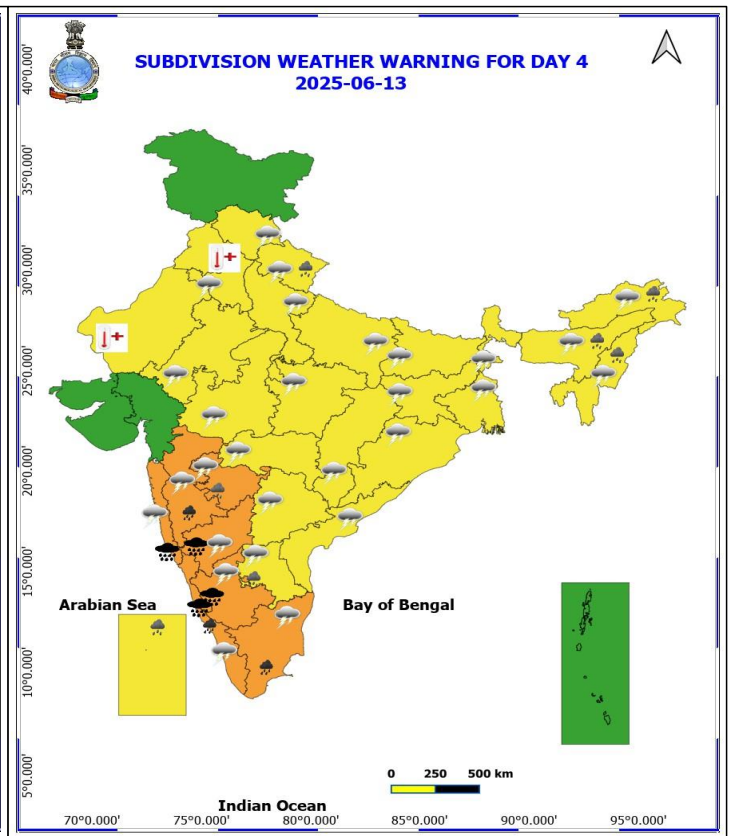 SUBDIVISION WEATHER WARNING FOR DAY 4
2025-06-13
40°0.000'
35°0.000'
30°0.000'
25°0.000'
20°0.000'
15°0.000'
10°0.000'
5°0.000'
Arabian Sea
Bay of Bengal
0 250 500 km
Indian Ocean
70°0.000' 75°0.000' 80°0.000' 85°0.000' 90°0.000' 95°0.000'